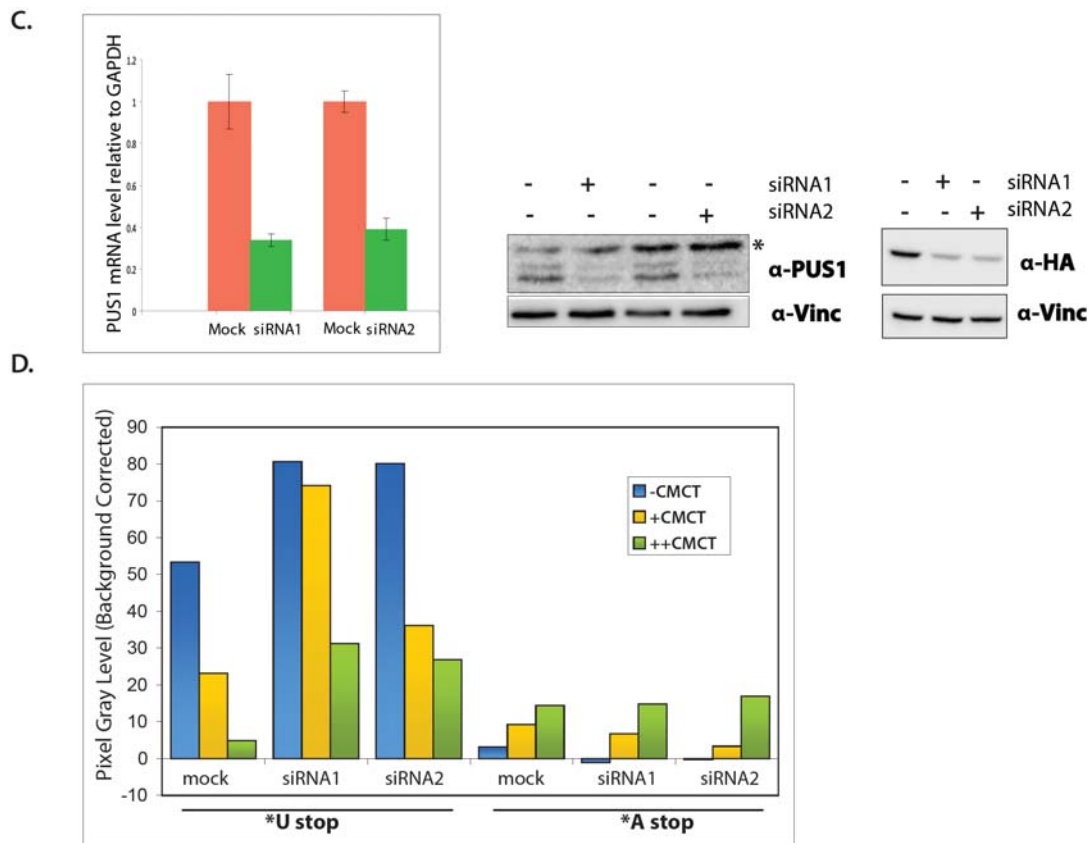 C.
PUS1 mRNA level relative to GAPDH
1.2
1
0.8
0.6
0.4
0.2
0
Mock siRNA1 Mock siRNA2
- + - - siRNA1
- - - + siRNA2
*
α-PUS1
α-Vinc
- + - siRNA1
- - + siRNA2
α-HA
α-Vinc
D.
Pixel Gray Level (Background Corrected)
90
80
70
60
50
40
30
20
10
0
-10
-CMCT
+CMCT
++CMCT
mock siRNA1 siRNA2 mock siRNA1 siRNA2
*U stop *A stop